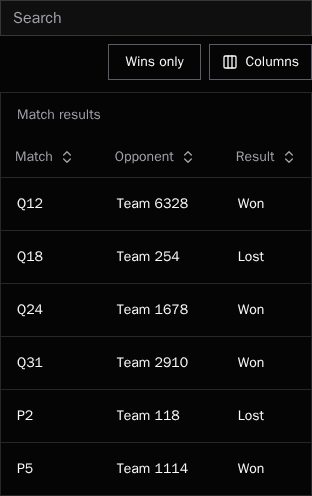 Search
Wins only Columns
Match results
Match Opponent Result
Q12 Team 6328 Won
Q18 Team 254 Lost
Q24 Team 1678 Won
Q31 Team 2910 Won
P2 Team 118 Lost
P5 Team 1114 Won